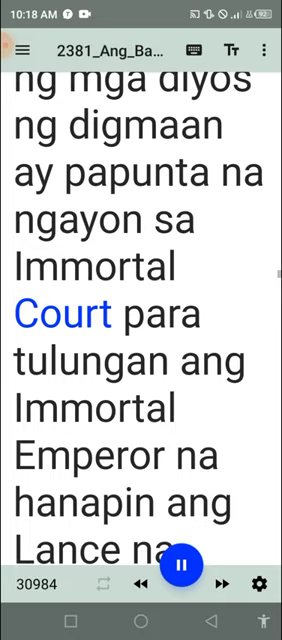 10:18 AM
2381_Ang_Ba...
Tт
ng mga diyos
ng digmaan
ay papunta na
ngayon sa
Immortal
Court para
tulungan ang
Immortal
Emperor na
hanapin ang
Lance na
30984